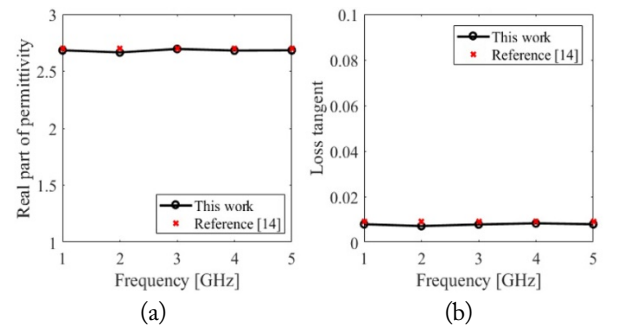 3
2.5
2
1.5
1
Real part of permittivity
This work
Reference [14]
1 2 3 4 5
Frequency [GHz]
(a)
0.1
0.08
0.06
0.04
0.02
0
Loss tangent
This work
Reference [14]
1 2 3 4 5
Frequency [GHz]
(b)